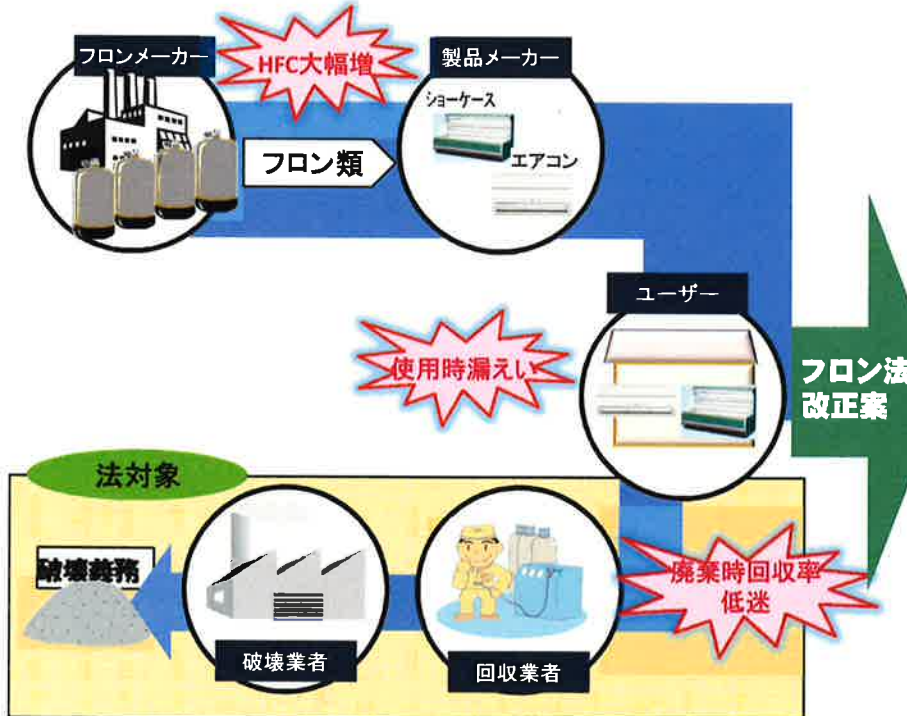 フロンメーカー
HFC大幅増
製品メーカー
ショーケース
フロン類
エアコン
ユーザー
使用時漏えい
フロン法
改正案
法対象
破壊義務
廃棄時回収率
低迷
破壊業者
回収業者